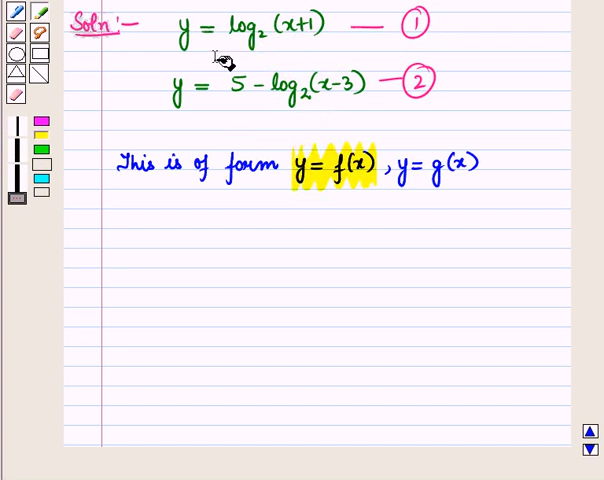 Soln:- y = log₂(x+1) — ①
y = 5 - log₂(x-3) — ②
This is of form y = f(x), y = g(x)